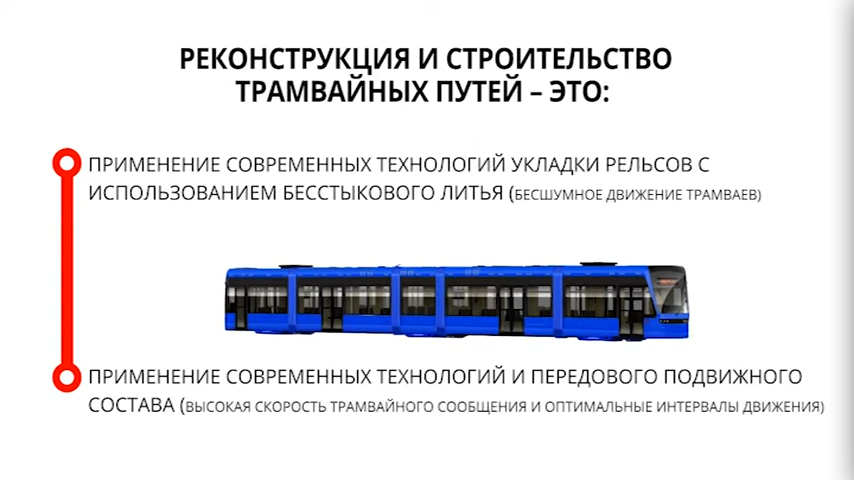 РЕКОНСТРУКЦИЯ И СТРОИТЕЛЬСТВО
ТРАМВАЙНЫХ ПУТЕЙ – ЭТО:
ПРИМЕНЕНИЕ СОВРЕМЕННЫХ ТЕХНОЛОГИЙ УКЛАДКИ РЕЛЬСОВ С
ИСПОЛЬЗОВАНИЕМ БЕССТЫКОВОГО ЛИТЬЯ (БЕСШУМНОЕ ДВИЖЕНИЕ ТРАМВАЕВ)
ПРИМЕНЕНИЕ СОВРЕМЕННЫХ ТЕХНОЛОГИЙ И ПЕРЕДОВОГО ПОДВИЖНОГО
СОСТАВА (ВЫСОКАЯ СКОРОСТЬ ТРАМВАЙНОГО СООБЩЕНИЯ И ОПТИМАЛЬНЫЕ ИНТЕРВАЛЫ ДВИЖЕНИЯ)